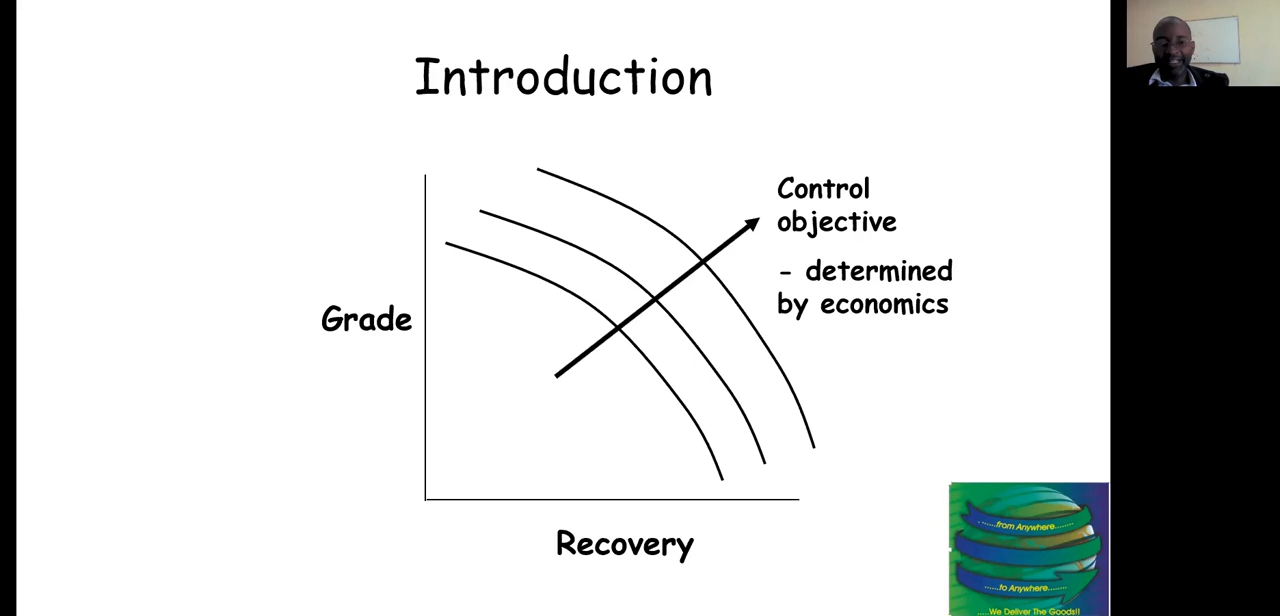 Introduction
Control
objective
- determined
by economics
Grade
Recovery
.......from Anywhere........
......to Anywhere......
.....We Deliver The Goods!!